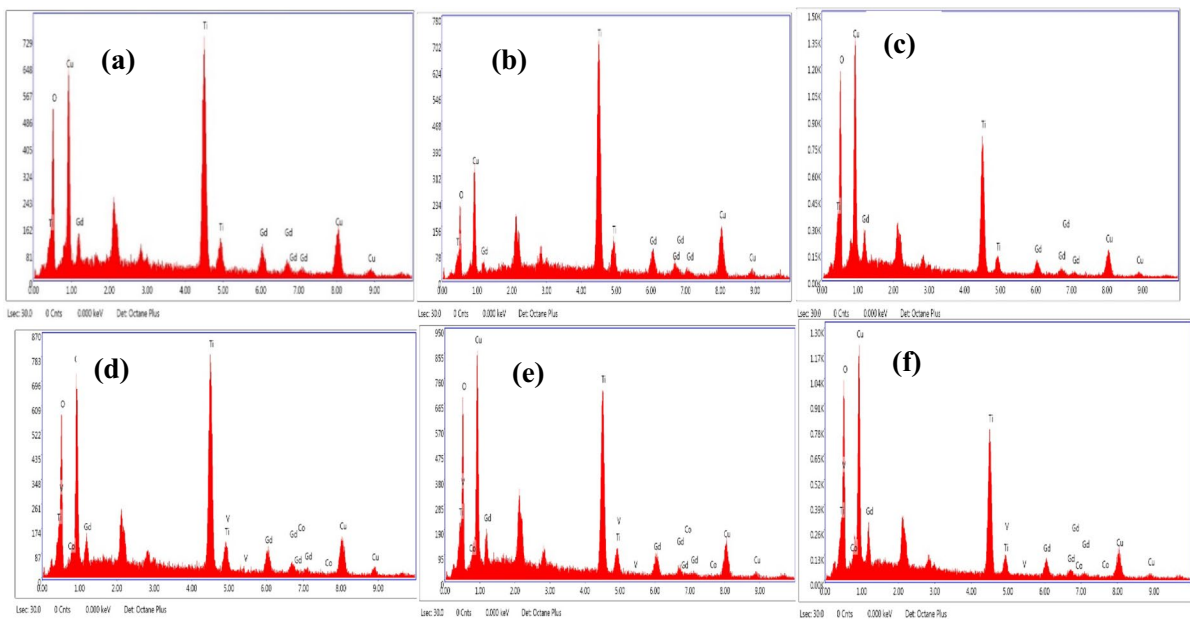 (a)
729
648
567
486
405
324
243
162
81
0
Ti
O
Cu
Gd
Ti
Ti
Gd
Gd
Gd Gd
Cu
Cu
0.00 1.00 2.00 3.00 4.00 5.00 6.00 7.00 8.00 9.00
Lsec: 30.0 0 Cnts 0.000 keV Det: Octane Plus
(b)
780
702
624
546
468
390
312
234
156
78
0
Ti
O
Cu
Gd
Ti
Ti
Gd
Gd
Gd
Gd
Cu
Cu
0.00 1.00 2.00 3.00 4.00 5.00 6.00 7.00 8.00 9.00
Lsec: 30.0 0 Cnts 0.000 keV Det: Octane Plus
(c)
1.50K
1.35K
1.20K
1.05K
0.90K
0.75K
0.60K
0.45K
0.30K
0.15K
0.00K
Ti
O
Cu
Gd
Ti
Ti
Gd
Gd
Gd
Gd
Cu
Cu
0.00 1.00 2.00 3.00 4.00 5.00 6.00 7.00 8.00 9.00
Lsec: 30.0 0 Cnts 0.000 keV Det: Octane Plus
(d)
870
783
696
609
522
435
348
261
174
87
0
O
V
Co
Gd
Ti
V
Ti
V
Gd
Co
Gd
Gd
Gd
Co
Cu
Cu
0.00 1.00 2.00 3.00 4.00 5.00 6.00 7.00 8.00 9.00
Lsec: 30.0 0 Cnts 0.000 keV Det: Octane Plus
(e)
950
855
760
665
570
475
380
285
190
95
0
Cu
O
V
Gd
Ti
V
Ti
V
Gd
Co
Gd
Gd
Gd
Co
Cu
Cu
0.00 1.00 2.00 3.00 4.00 5.00 6.00 7.00 8.00 9.00
Lsec: 30.0 0 Cnts 0.000 keV Det: Octane Plus
(f)
1.30K
1.17K
1.04K
0.91K
0.78K
0.65K
0.52K
0.39K
0.26K
0.13K
0.00K
Cu
O
V
Ti
Co
Gd
Ti
V
Ti
V
Gd
Gd
Gd
Gd
Co
Co
Cu
Cu
0.00 1.00 2.00 3.00 4.00 5.00 6.00 7.00 8.00 9.00
Lsec: 30.0 0 Cnts 0.000 keV Det: Octane Plus